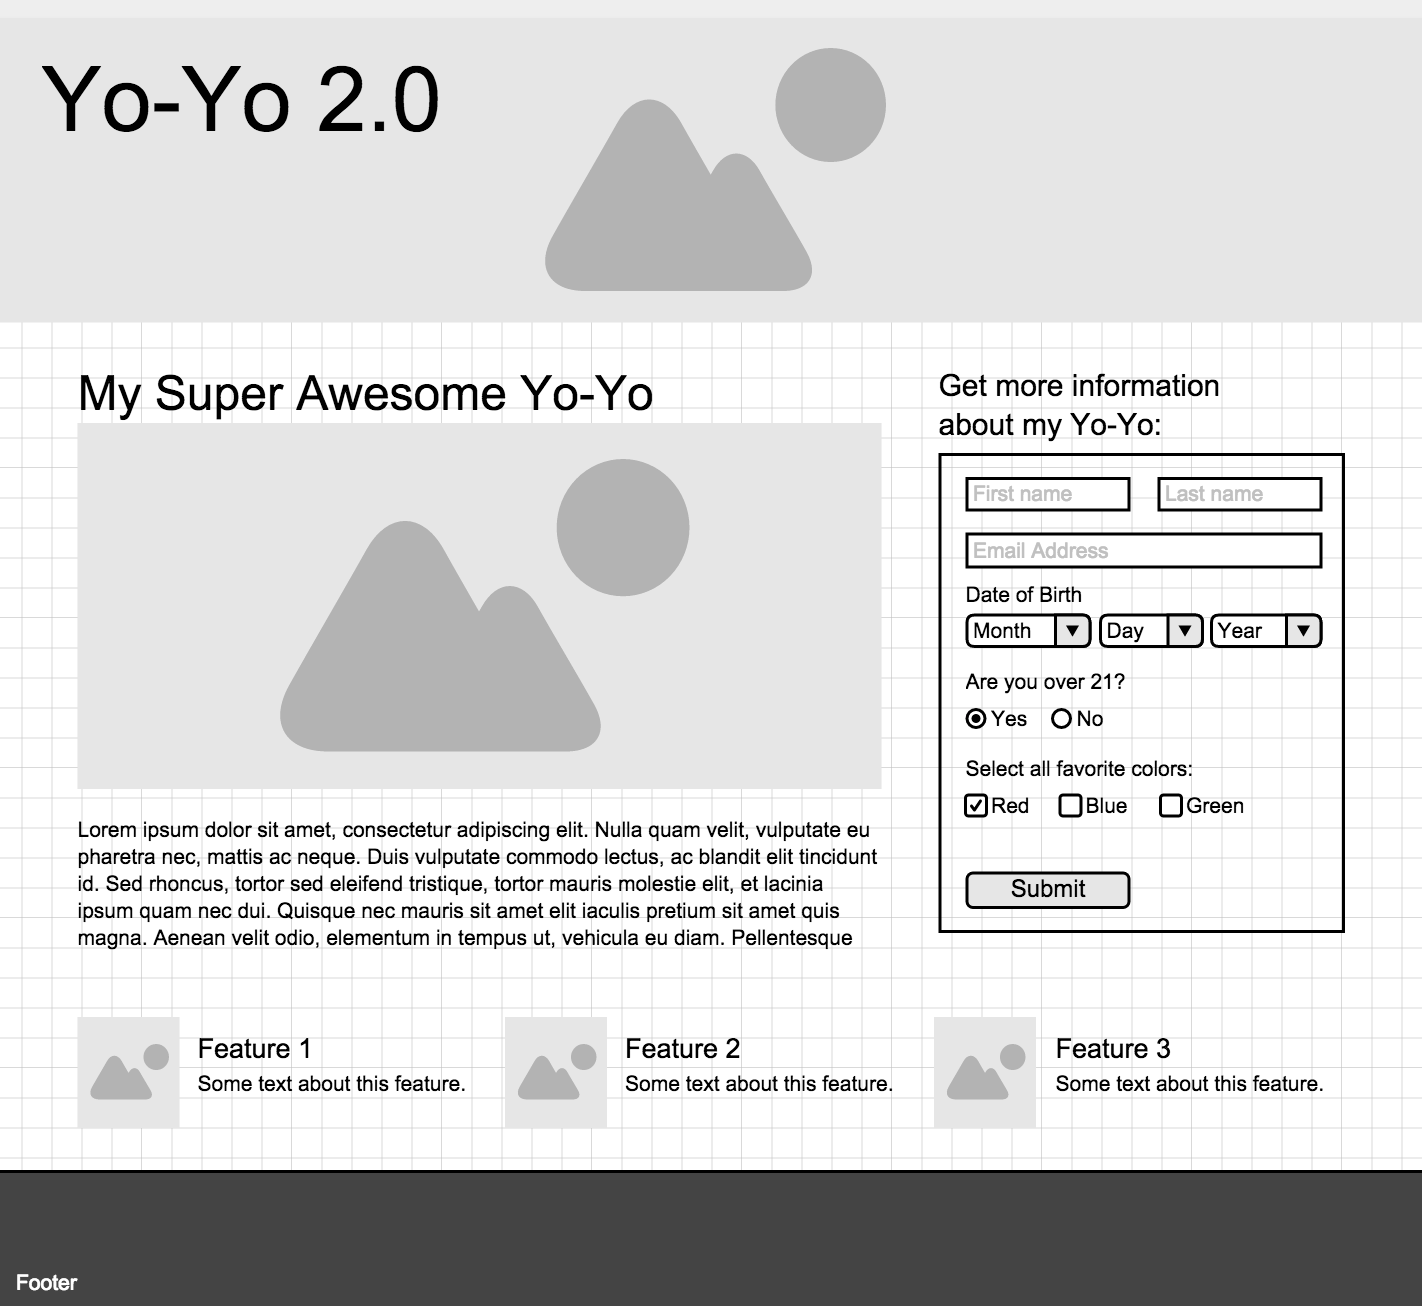 Yo-Yo 2.0
My Super Awesome Yo-Yo
Lorem ipsum dolor sit amet, consectetur adipiscing elit. Nulla quam velit, vulputate eu
pharetra nec, mattis ac neque. Duis vulputate commodo lectus, ac blandit elit tincidunt
id. Sed rhoncus, tortor sed eleifend tristique, tortor mauris molestie elit, et lacinia
ipsum quam nec dui. Quisque nec mauris sit amet elit iaculis pretium sit amet quis
magna. Aenean velit odio, elementum in tempus ut, vehicula eu diam. Pellentesque
Get more information
about my Yo-Yo:
First name Last name
Email Address
Date of Birth
Month Day Year
Are you over 21?
Yes No
Select all favorite colors:
Red Blue Green
Submit
Feature 1
Some text about this feature.
Feature 2
Some text about this feature.
Feature 3
Some text about this feature.
Footer